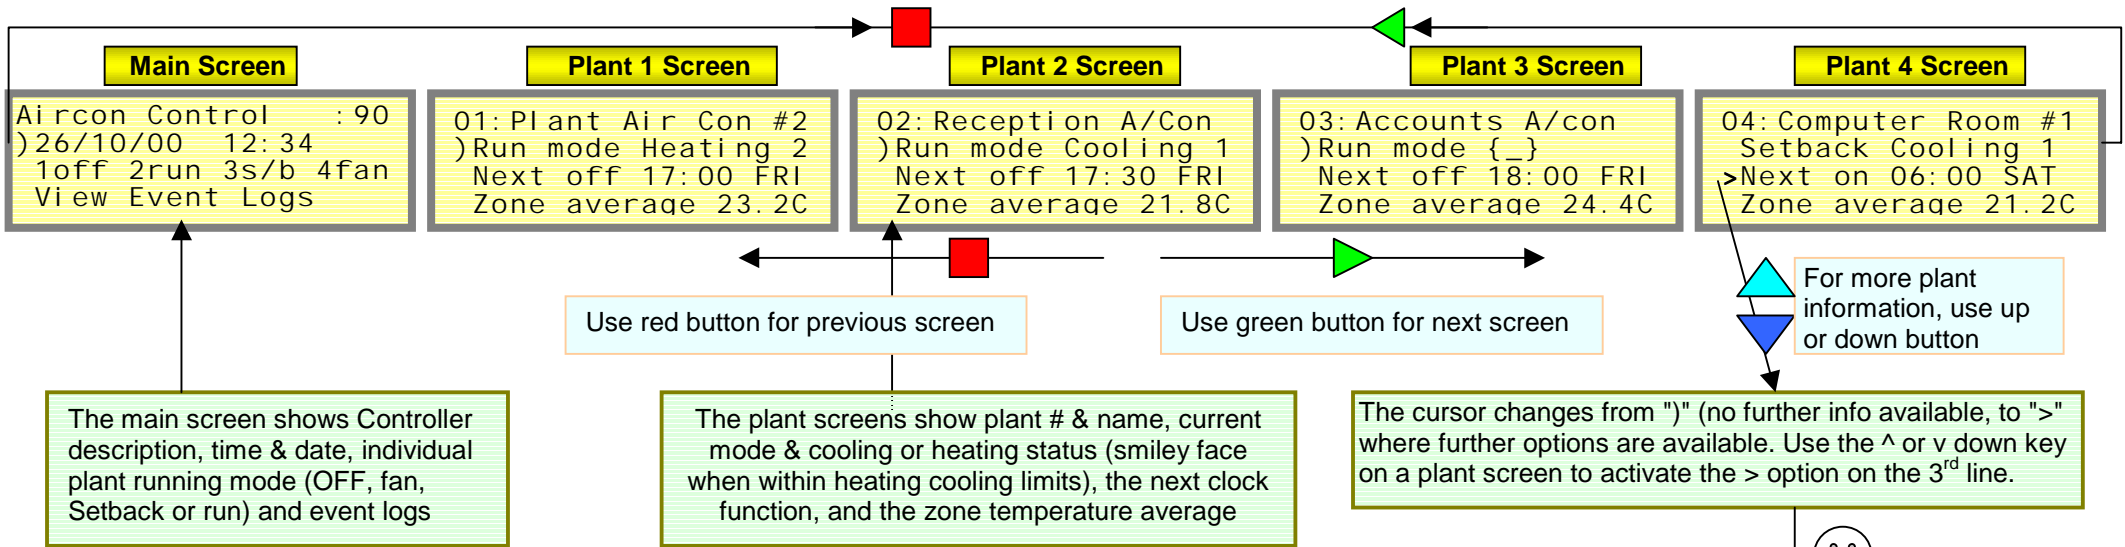 Main Screen
Aircon Control :90
)26/10/00 12:34
1off 2run 3s/b 4fan
View Event Logs
Plant 1 Screen
01:Plant Air Con #2
)Run mode Heating 2
Next off 17:00 FRI
Zone average 23.2C
Plant 2 Screen
02:Reception A/Con
)Run mode Cooling 1
Next off 17:30 FRI
Zone average 21.8C
Plant 3 Screen
03:Accounts A/con
)Run mode {_}
Next off 18:00 FRI
Zone average 24.4C
Plant 4 Screen
04:Computer Room #1
Setback Cooling 1
>Next on 06:00 SAT
Zone average 21.2C
Use red button for previous screen
Use green button for next screen
For more plant
information, use up
or down button
The main screen shows Controller
description, time & date, individual
plant running mode (OFF, fan,
Setback or run) and event logs
The plant screens show plant # & name, current
mode & cooling or heating status (smiley face
when within heating cooling limits), the next clock
function, and the zone temperature average
The cursor changes from ")" (no further info available, to ">"
where further options are available. Use the ^ or v down key
on a plant screen to activate the > option on the 3rd line.